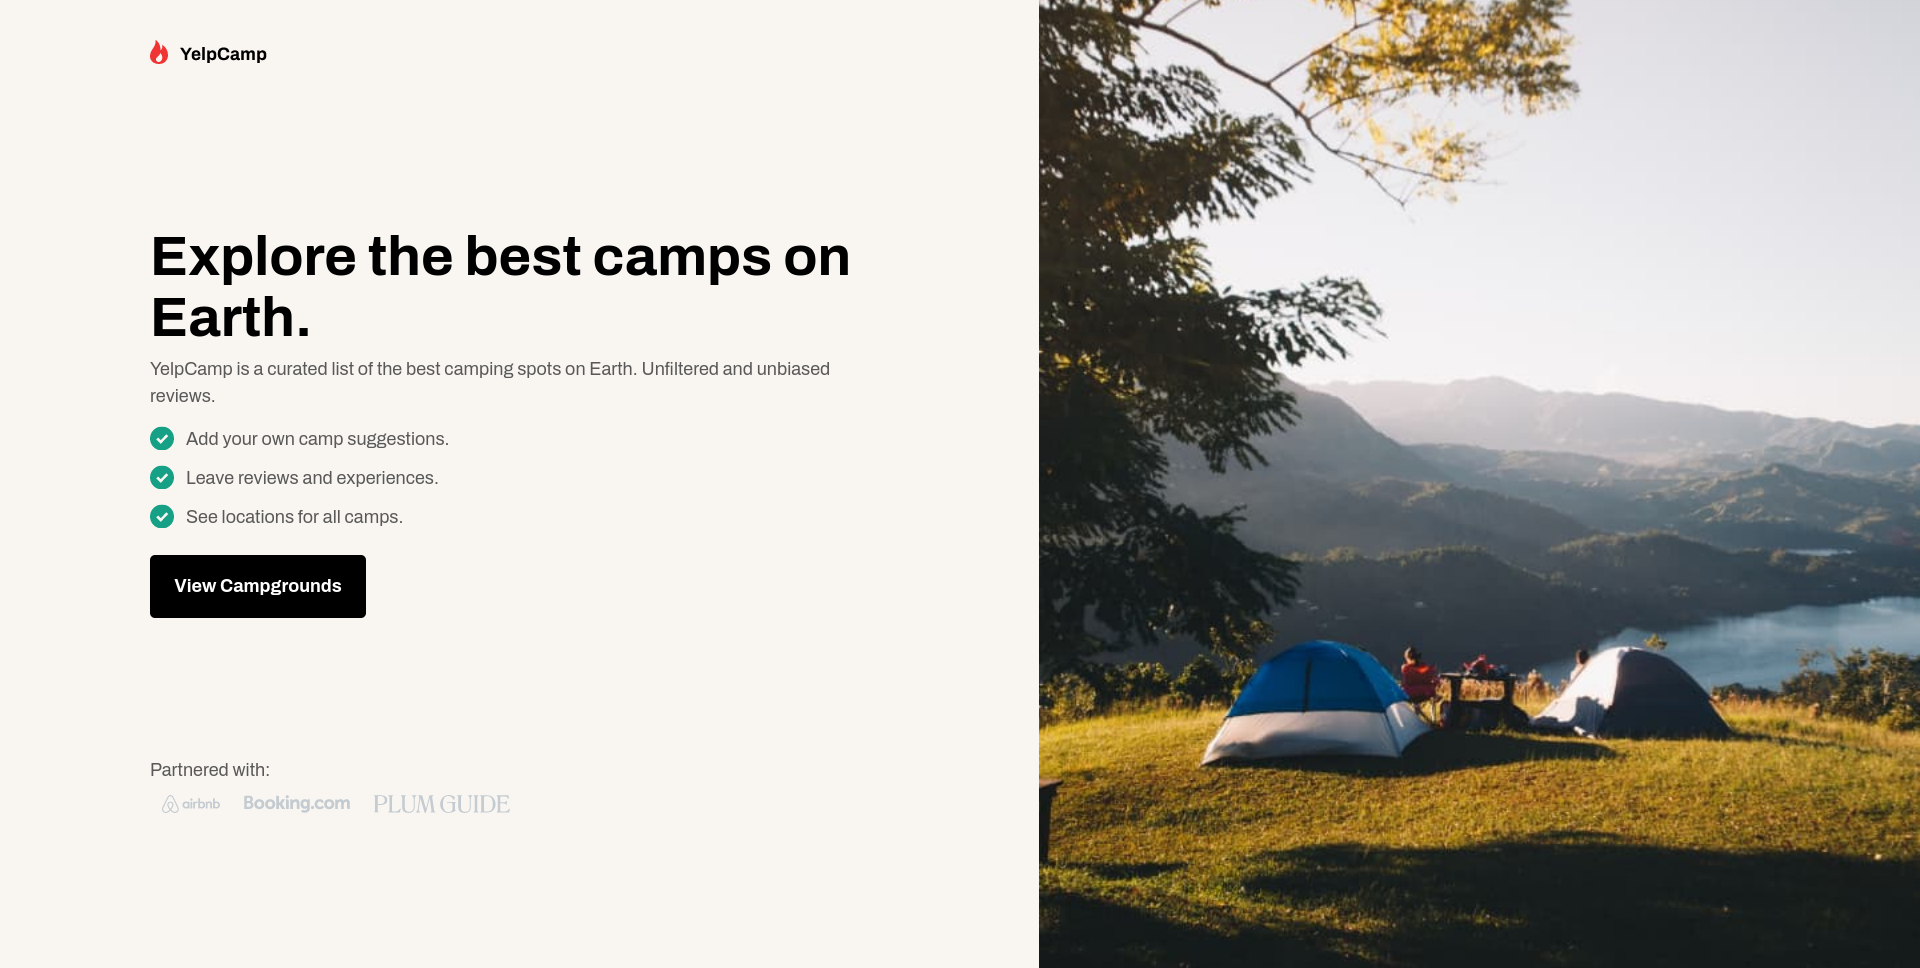 YelpCamp
Explore the best camps on
Earth.
YelpCamp is a curated list of the best camping spots on Earth. Unfiltered and unbiased
reviews.
Add your own camp suggestions.
Leave reviews and experiences.
See locations for all camps.
View Campgrounds
Partnered with:
airbnb Booking.com PLUM GUIDE